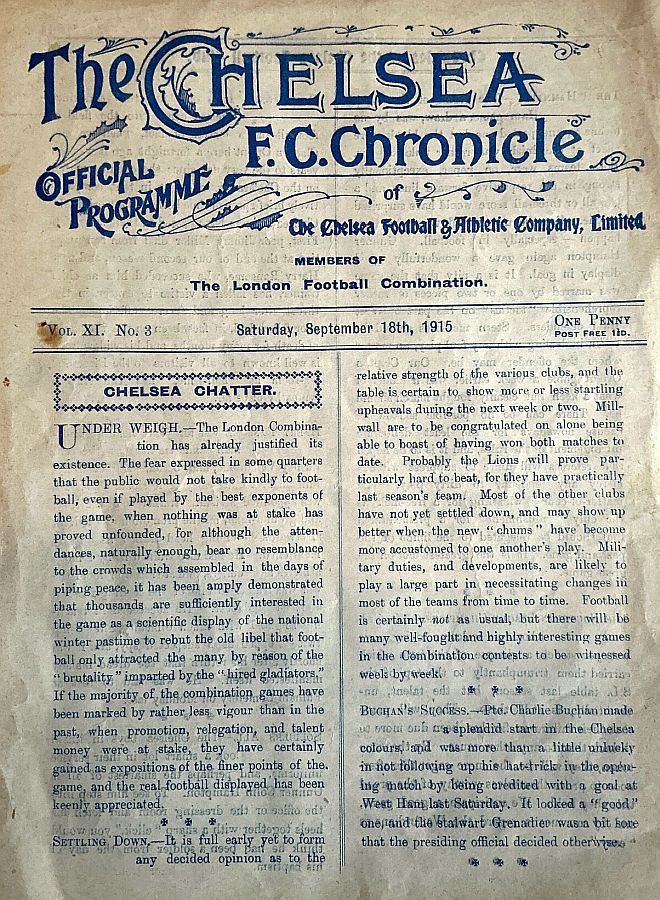 The CHELSEA
F.C. Chronicle
OFFICIAL
PROGRAMME
of
The Chelsea Football & Athletic Company, Limited.
MEMBERS OF
The London Football Combination.
VOL. XI. No. 3
Saturday, September 18th, 1915
ONE PENNY
POST FREE 1½D.
CHELSEA CHATTER.
UNDER WEIGH.—The London Combina-
tion has already justified its
existence. The fear expressed in some quarters
that the public would not take kindly to foot-
ball, even if played by the best exponents of
the game, when nothing was at stake has
proved unfounded, for although the atten-
dances, naturally enough, bear no resemblance
to the crowds which assembled in the days of
piping peace, it has been amply demonstrated
that thousands are sufficiently interested in
the game as a scientific display of the national
winter pastime to rebut the old libel that foot-
ball only attracted the many by reason of the
"brutality" imparted by the "hired gladiators."
If the majority of the combination games have
been marked by rather less vigour than in the
past, when promotion, relegation, and talent
money were at stake, they have certainly
gained as expositions of the finer points of the
game, and the real football displayed has been
keenly appreciated.
SETTLING DOWN.—It is full early yet to form
any decided opinion as to the
relative strength of the various clubs, and the
table is certain to show more or less startling
upheavals during the next week or two. Mill-
wall are to be congratulated on alone being
able to boast of having won both matches to
date. Probably the Lions will prove par-
ticularly hard to beat, for they have practically
last season's team. Most of the other clubs
have not yet settled down, and may show up
better when the new "chums" have become
more accustomed to one another's play. Mili-
tary duties, and developments, are likely to
play a large part in necessitating changes in
most of the teams from time to time. Football
is certainly not as usual, but there will be
many well-fought and highly interesting games
in the Combination contests to be witnessed
week by week.
BUCHAN'S SUCCESS.—Pte. Charlie Buchan made
a splendid start in the Chelsea
colours, and was more than a little unlucky
in not following up his hat-trick in the open-
ing match by being credited with a goal at
West Ham last Saturday. It looked a "good"
one, and the stalwart Grenadier was a bit sore
that the presiding official decided otherwise.